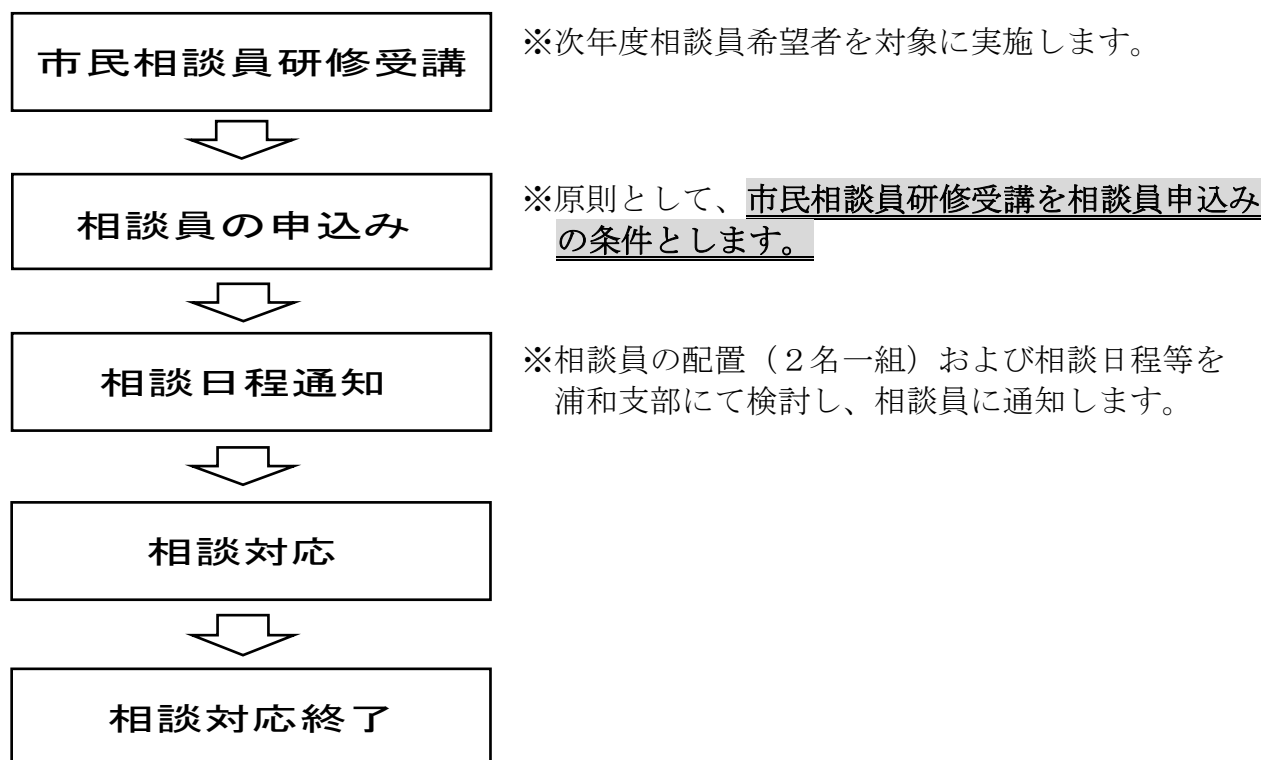 市民相談員研修受講
※次年度相談員希望者を対象に実施します。
相談員の申込み
※原則として、市民相談員研修受講を相談員申込み
の条件とします。
相談日程通知
※相談員の配置（２名一組）および相談日程等を
浦和支部にて検討し、相談員に通知します。
相談対応
相談対応終了